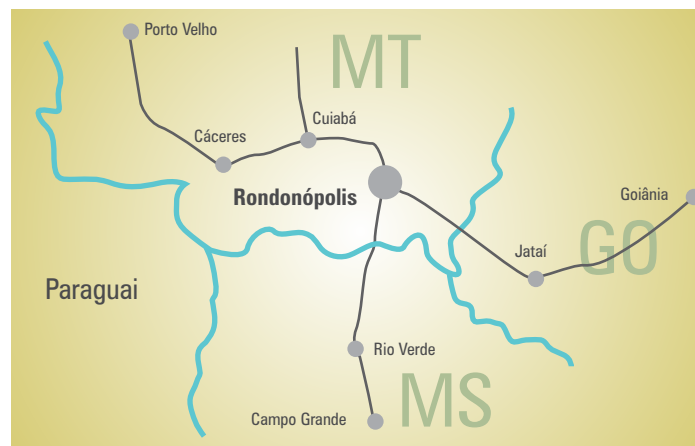 Porto Velho
MT
Cuiabá
Cáceres
Rondonópolis
Goiânia
Jataí
GO
Paraguai
Rio Verde
MS
Campo Grande